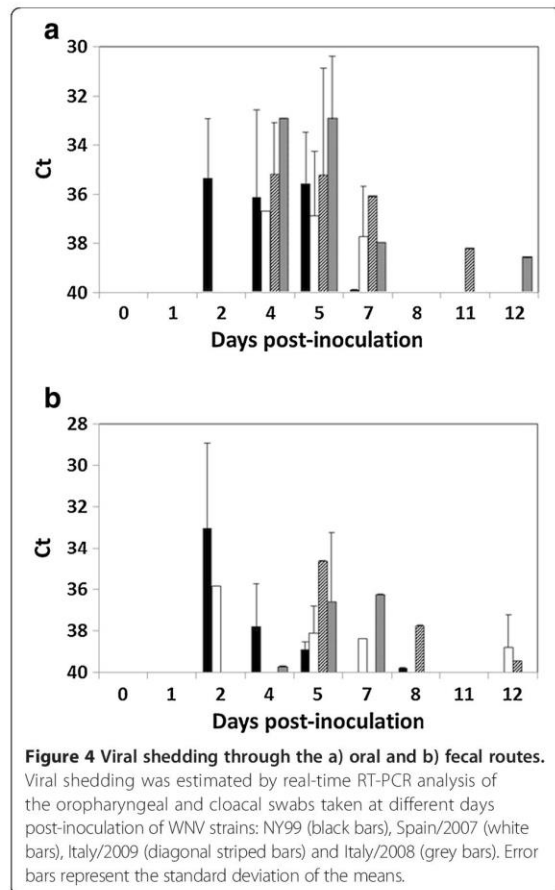 a
30
32
34
36
38
40
Ct
0 1 2 4 5 7 8 11 12
Days post-inoculation
b
28
30
32
34
36
38
40
Ct
0 1 2 4 5 7 8 11 12
Days post-inoculation
Figure 4 Viral shedding through the a) oral and b) fecal routes.
Viral shedding was estimated by real-time RT-PCR analysis of
the oropharyngeal and cloacal swabs taken at different days
post-inoculation of WNV strains: NY99 (black bars), Spain/2007 (white
bars), Italy/2009 (diagonal striped bars) and Italy/2008 (grey bars). Error
bars represent the standard deviation of the means.